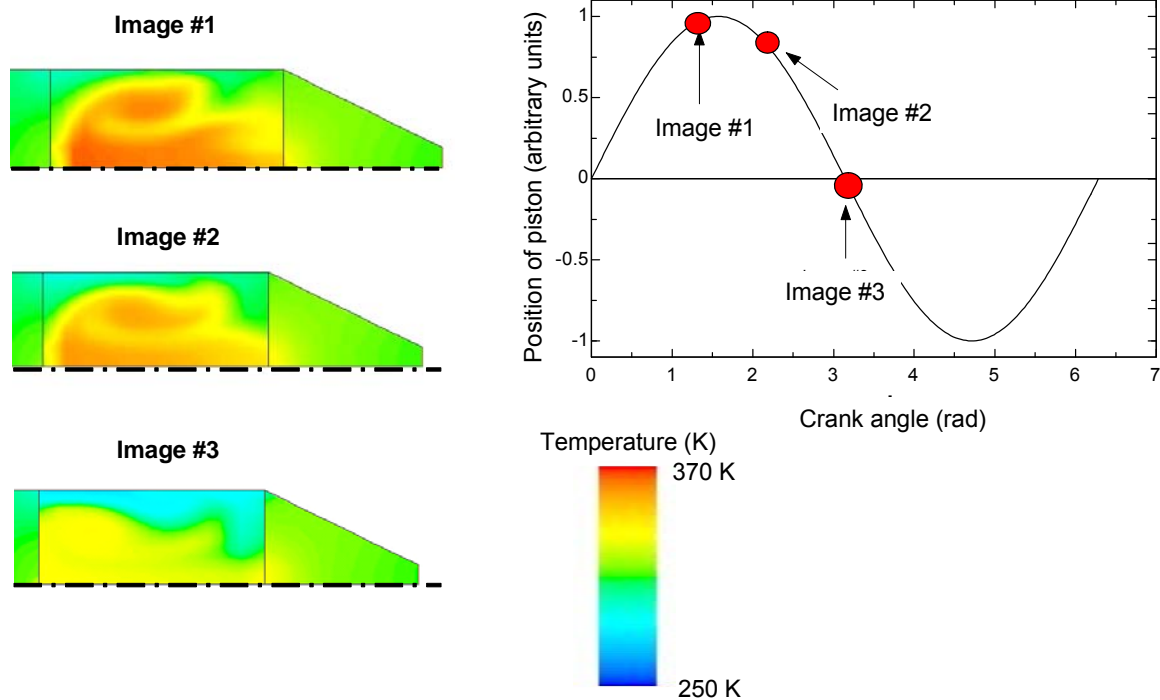 Image #1
Image #2
Image #3
Position of piston (arbitrary units)
1
0.5
0
-0.5
-1
Image #1
Image #2
Image #3
0 1 2 3 4 5 6 7
Crank angle (rad)
Temperature (K)
370 K
250 K